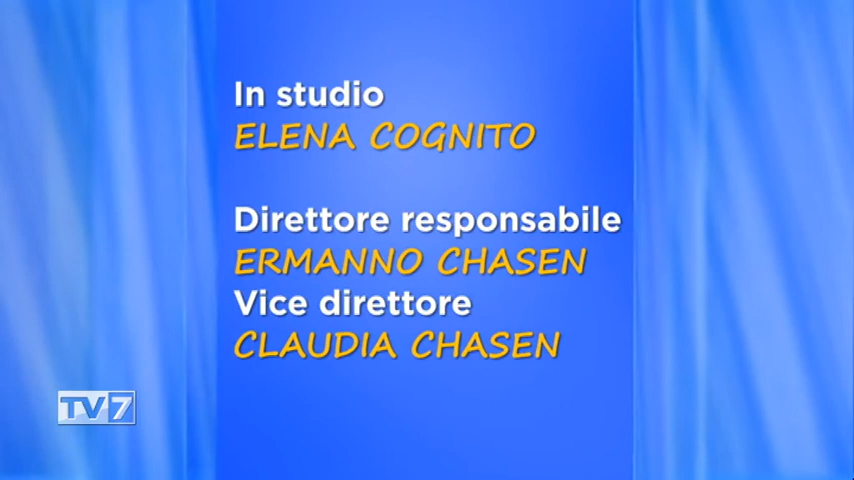 In studio
ELENA COGNITO
Direttore responsabile
ERMANNO CHASEN
Vice direttore
CLAUDIA CHASEN
TV7